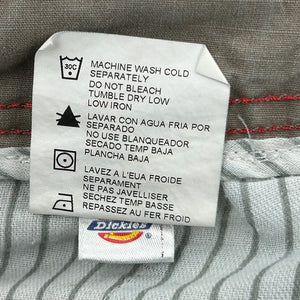 30C
MACHINE WASH COLD
SEPARATELY
DO NOT BLEACH
TUMBLE DRY LOW
LOW IRON
LAVAR CON AGUA FRIA POR
SEPARADO
NO USE BLANQUEADOR
SECADO TEMP BAJA
PLANCHA BAJA
LAVEZ A L'EUA FROIDE
SEPARAMENT
NE PAS JAVELLISER
SECHEZ TEMP BASSE
REPASSEZ AU FER FROID
Dickies